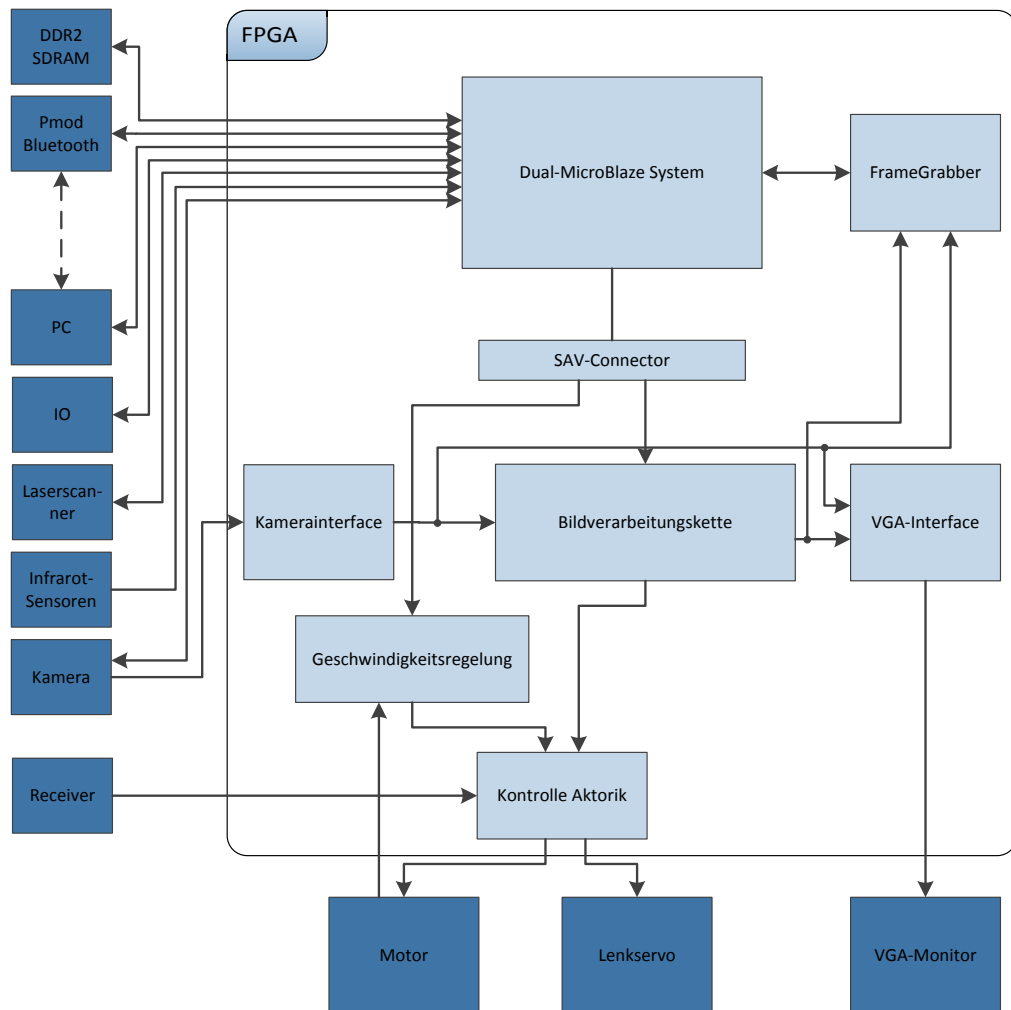 DDR2
SDRAM
FPGA
Pmod
Bluetooth
Dual-MicroBlaze System
FrameGrabber
PC
SAV-Connector
IO
Laserscan-
ner
Kamerainterface
Bildverarbeitungskette
VGA-Interface
Infrarot-
Sensoren
Geschwindigkeitsregelung
Kamera
Receiver
Kontrolle Aktorik
Motor
Lenkservo
VGA-Monitor